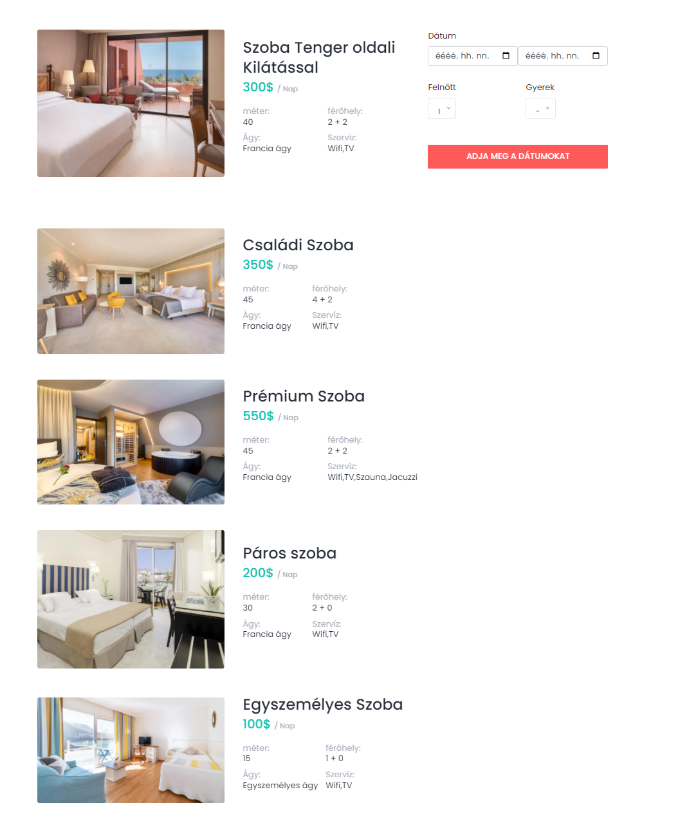 Szoba Tenger oldali
Kilátással
300$ / Nap
méter:
40
férőhely:
2 + 2
Ágy:
Francia ágy
Szerviz:
Wifi,TV
Dátum
éééé. hh. nn.
éééé. hh. nn.
Felnőtt
1
Gyerek
-
ADJA MEG A DÁTUMOKAT
Családi Szoba
350$ / Nap
méter:
45
férőhely:
4 + 2
Ágy:
Francia ágy
Szerviz:
Wifi,TV
Prémium Szoba
550$ / Nap
méter:
45
férőhely:
2 + 2
Ágy:
Francia ágy
Szerviz:
Wifi,TV,Szauna,Jacuzzi
Páros szoba
200$ / Nap
méter:
30
férőhely:
2 + 0
Ágy:
Francia ágy
Szerviz:
Wifi,TV
Egyszemélyes Szoba
100$ / Nap
méter:
15
férőhely:
1 + 0
Ágy:
Egyszemélyes ágy
Szerviz:
Wifi,TV